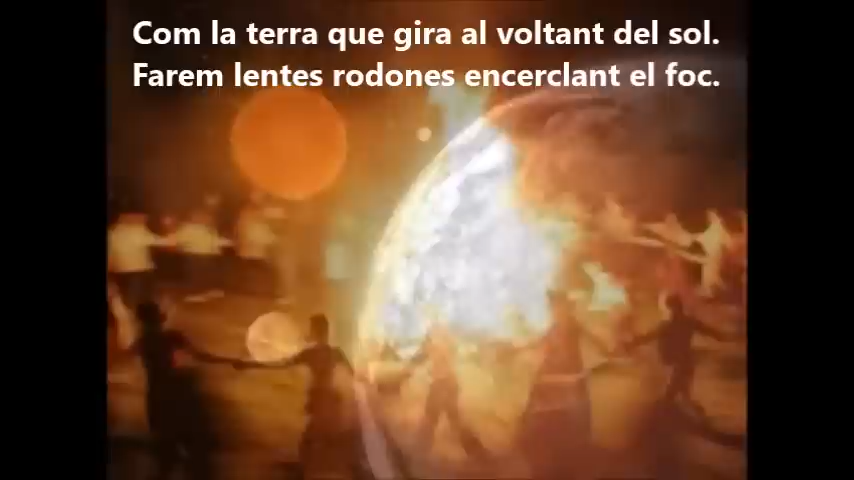 Com la terra que gira al voltant del sol.
Farem lentes rodones encerclant el foc.